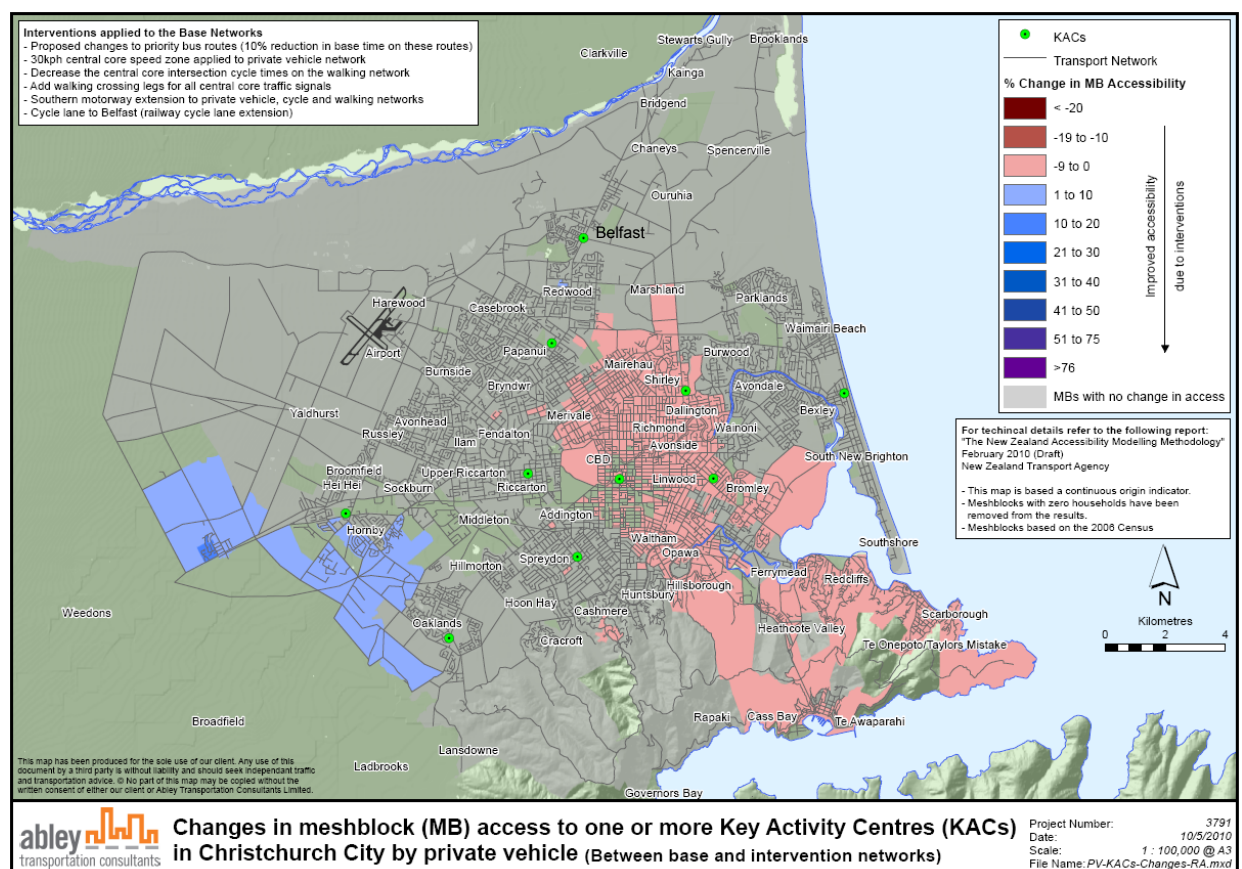 Interventions applied to the Base Networks
- Proposed changes to priority bus routes (10% reduction in base time on these routes)
- 30kph central core speed zone applied to private vehicle network
- Decrease the central core intersection cycle times on the walking network
- Add walking crossing legs for all central core traffic signals
- Southern motorway extension to private vehicle, cycle and walking networks
- Cycle lane to Belfast (railway cycle lane extension)
KACs
Transport Network
% Change in MB Accessibility
< -20
-19 to -10
-9 to 0
1 to 10
10 to 20
21 to 30
31 to 40
41 to 50
51 to 75
>76
MBs with no change in access
Improved accessibility
due to interventions
For techincal details refer to the following report:
"The New Zealand Accessibility Modelling Methodology"
February 2010 (Draft)
New Zealand Transport Agency
- This map is based a continuous origin indicator.
- Meshblocks with zero households have been
removed from the results.
- Meshblocks based on the 2006 Census
N
Kilometres
0 2 4
Stewarts Gully
Brooklands
Clarkville
Kainga
Bridgend
Chaneys
Spencerville
Ouruhia
Belfast
Redwood
Marshland
Parklands
Harewood
Casebrook
Waimairi Beach
Airport
Papanui
Mairehau
Burwood
Burnside
Shirley
Bryndwr
Avondale
Yaldhurst
Merivale
Dallington
Bexley
Avonhead
Richmond
Wainoni
Russley
Fendalton
Ilam
Avonside
CBD
South New Brighton
Broomfield
Upper Riccarton
Hei Hei
Sockburn
Riccarton
Linwood
Bromley
Middleton
Addington
Hornby
Waltham
Opawa
Southshore
Spreydon
Hillmorton
Ferrymead
Redcliffs
Hillsborough
Huntsbury
Weedons
Hoon Hay
Cashmere
Scarborough
Oaklands
Heathcote Valley
Cracroft
Te Onepoto/Taylors Mistake
Broadfield
Rapaki
Cass Bay
Te Awaparahi
Lansdowne
Ladbrooks
Governors Bay
This map has been produced for the sole use of our client. Any use of this
document by a third party is without liability and should seek independant traffic
and transportation advice. © No part of this map may be copied without the
written consent of either our client or Abley Transportation Consultants Limited.
abley
transportation consultants
Changes in meshblock (MB) access to one or more Key Activity Centres (KACs)
in Christchurch City by private vehicle (Between base and intervention networks)
Project Number: 3791
Date: 10/5/2010
Scale: 1 : 100,000 @ A3
File Name: PV-KACs-Changes-RA.mxd